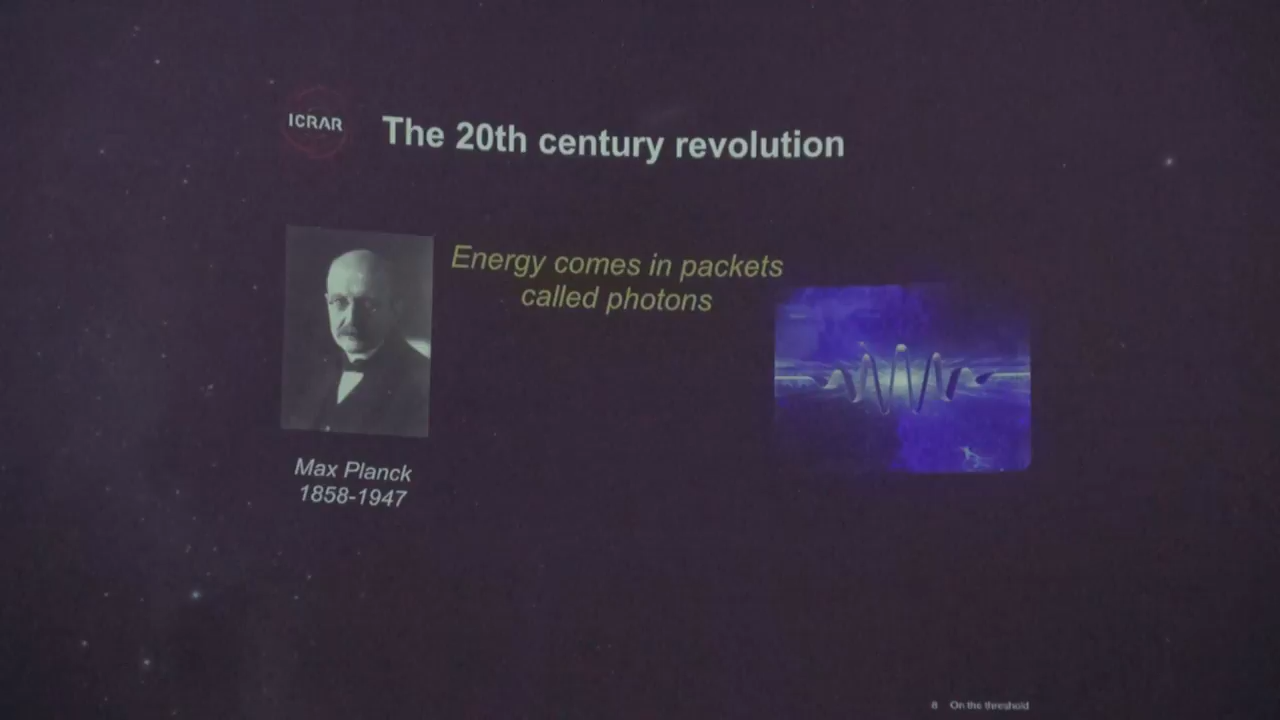 ICRAR
The 20th century revolution
Energy comes in packets
called photons
Max Planck
1858-1947
8 On the threshold